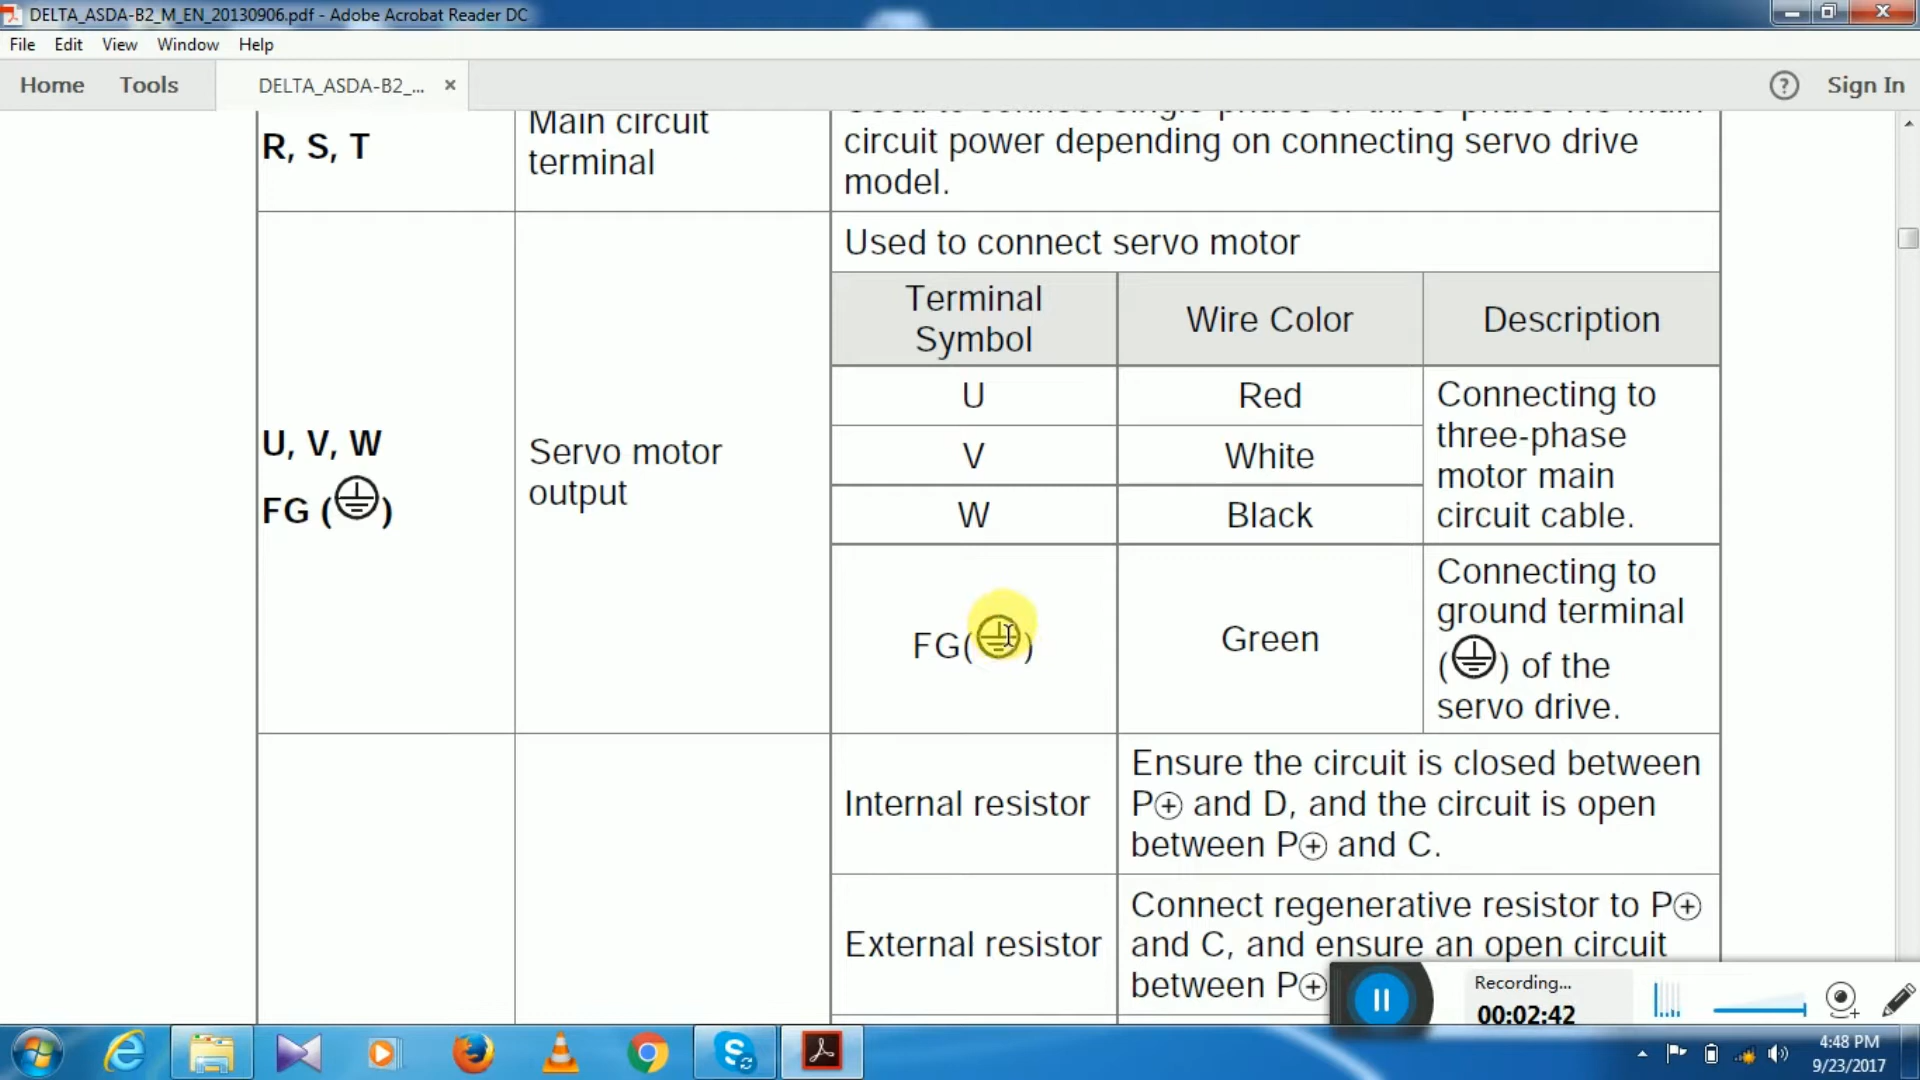 DELTA_ASDA-B2_M_EN_20130906.pdf - Adobe Acrobat Reader DC
File Edit View Window Help
Home Tools DELTA_ASDA-B2_... × ? Sign In
R, S, T
Main circuit
terminal
circuit power depending on connecting servo drive
model.
U, V, W
FG ( )
Servo motor
output
Used to connect servo motor
Terminal
Symbol
Wire Color
Description
U
Red
V
White
W
Black
Connecting to
three-phase
motor main
circuit cable.
FG( )
Green
Connecting to
ground terminal
( ) of the
servo drive.
Internal resistor
Ensure the circuit is closed between
P⊕ and D, and the circuit is open
between P⊕ and C.
External resistor
Connect regenerative resistor to P⊕
and C, and ensure an open circuit
between P⊕
Recording...
00:02:42
4:48 PM
9/23/2017